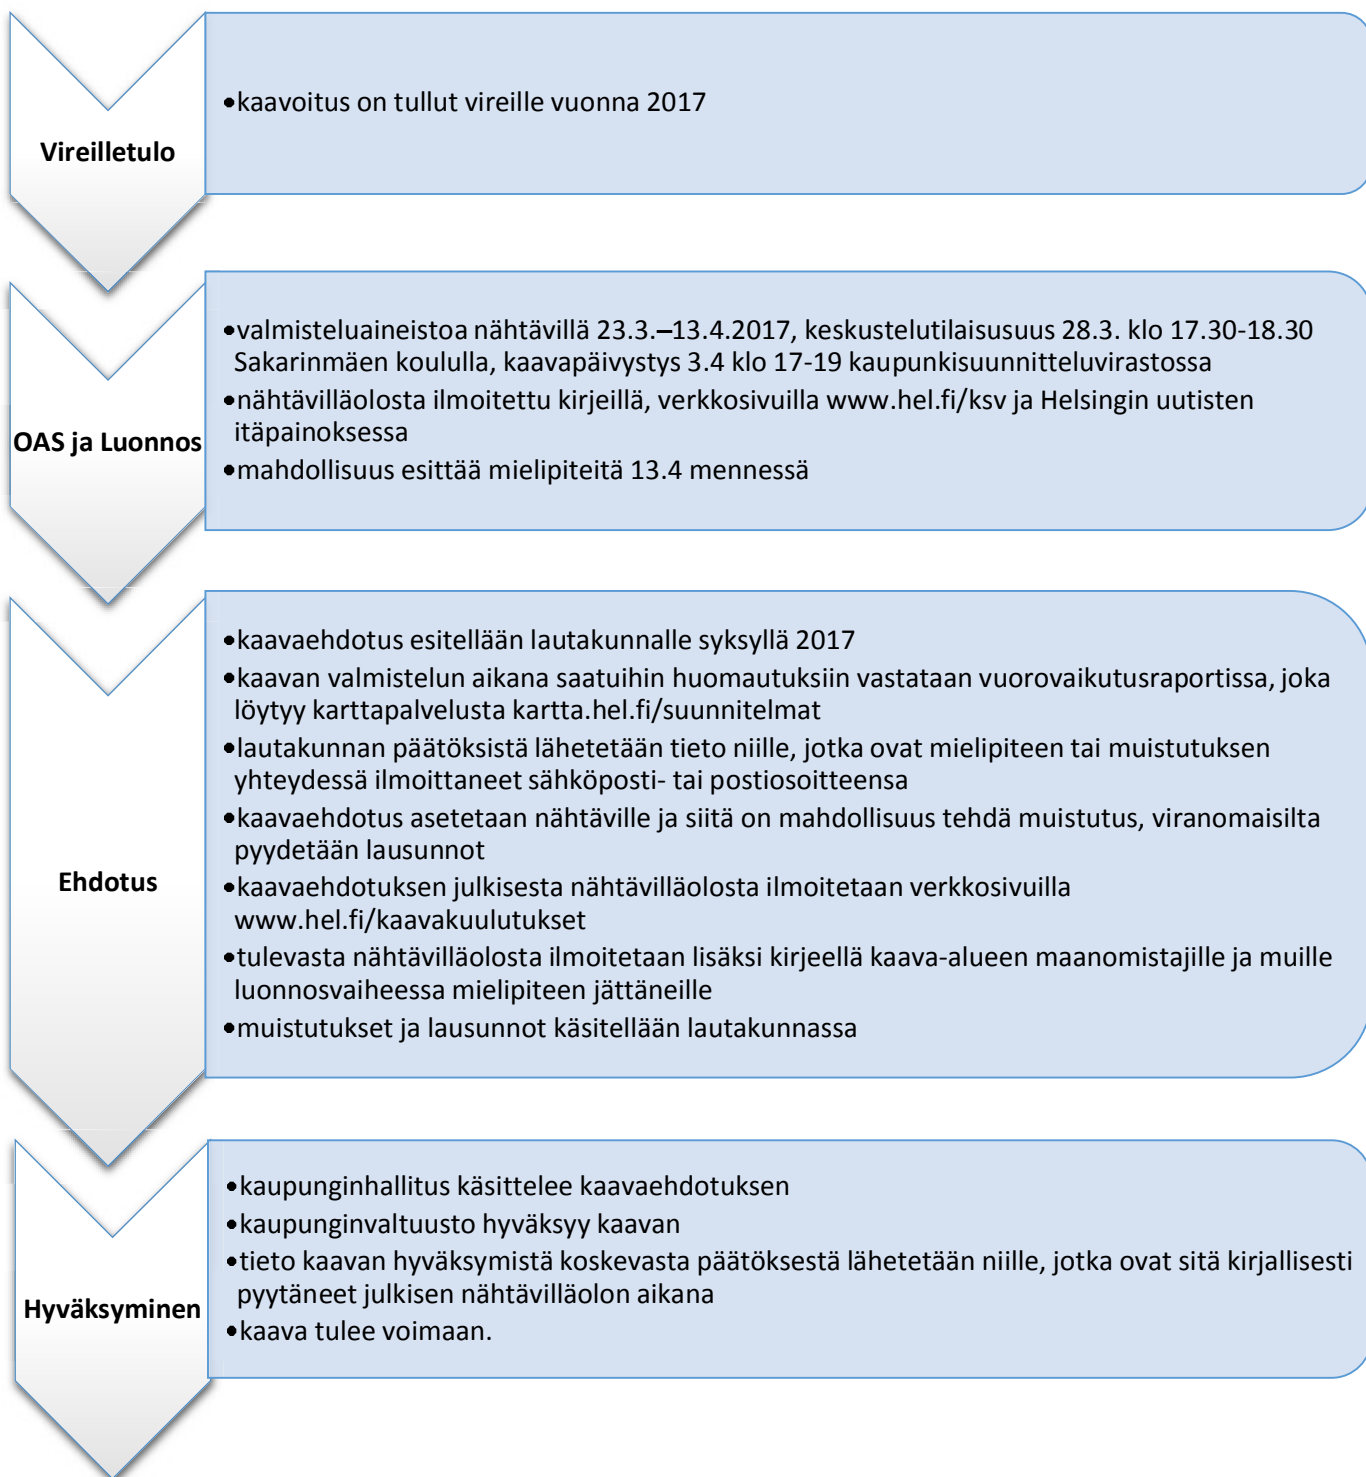 Vireilletulo
•kaavoitus on tullut vireille vuonna 2017
OAS ja Luonnos
•valmisteluaineistoa nähtävillä 23.3.–13.4.2017, keskustelutilaisusuus 28.3. klo 17.30-18.30
Sakarinmäen koululla, kaavapäivystys 3.4 klo 17-19 kaupunkisuunnitteluvirastossa
•nähtävilläolosta ilmoitettu kirjeillä, verkkosivuilla www.hel.fi/ksv ja Helsingin uutisten
itäpainoksessa
•mahdollisuus esittää mielipiteitä 13.4 mennessä
Ehdotus
•kaavaehdotus esitellään lautakunnalle syksyllä 2017
•kaavan valmistelun aikana saatuihin huomautuksiin vastataan vuorovaikutusraportissa, joka
löytyy karttapalvelusta kartta.hel.fi/suunnitelmat
•lautakunnan päätöksistä lähetetään tieto niille, jotka ovat mielipiteen tai muistutuksen
yhteydessä ilmoittaneet sähköposti- tai postiosoitteensa
•kaavaehdotus asetetaan nähtäville ja siitä on mahdollisuus tehdä muistutus, viranomaisilta
pyydetään lausunnot
•kaavaehdotuksen julkisesta nähtävilläolosta ilmoitetaan verkkosivuilla
www.hel.fi/kaavakuulutukset
•tulevasta nähtävilläolosta ilmoitetaan lisäksi kirjeellä kaava-alueen maanomistajille ja muille
luonnosvaiheessa mielipiteen jättäneille
•muistutukset ja lausunnot käsitellään lautakunnassa
Hyväksyminen
•kaupunginhallitus käsittelee kaavaehdotuksen
•kaupunginvaltuusto hyväksyy kaavan
•tieto kaavan hyväksymistä koskevasta päätöksestä lähetetään niille, jotka ovat sitä kirjallisesti
pyytäneet julkisen nähtävilläolon aikana
•kaava tulee voimaan.